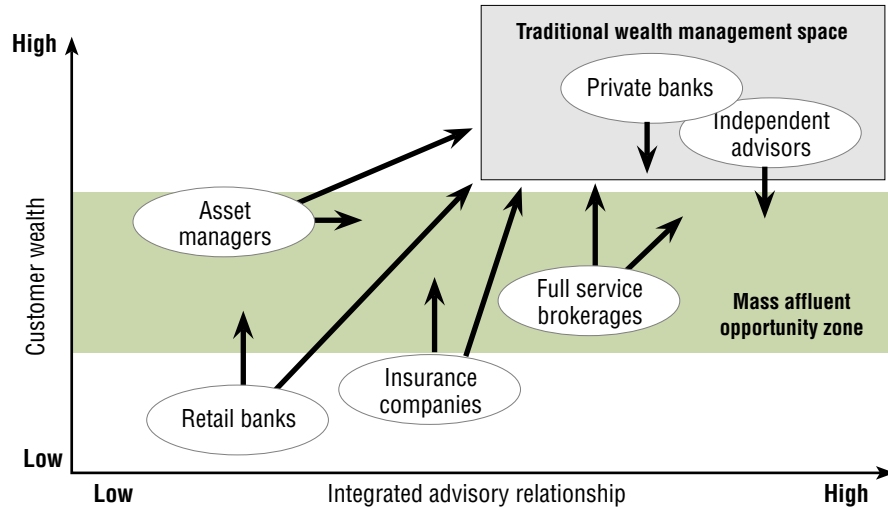 High
Traditional wealth management space
Private banks
Independent
advisors
Asset
managers
Customer wealth
Full service
brokerages
Mass affluent
opportunity zone
Insurance
companies
Retail banks
Low
Low
Integrated advisory relationship
High